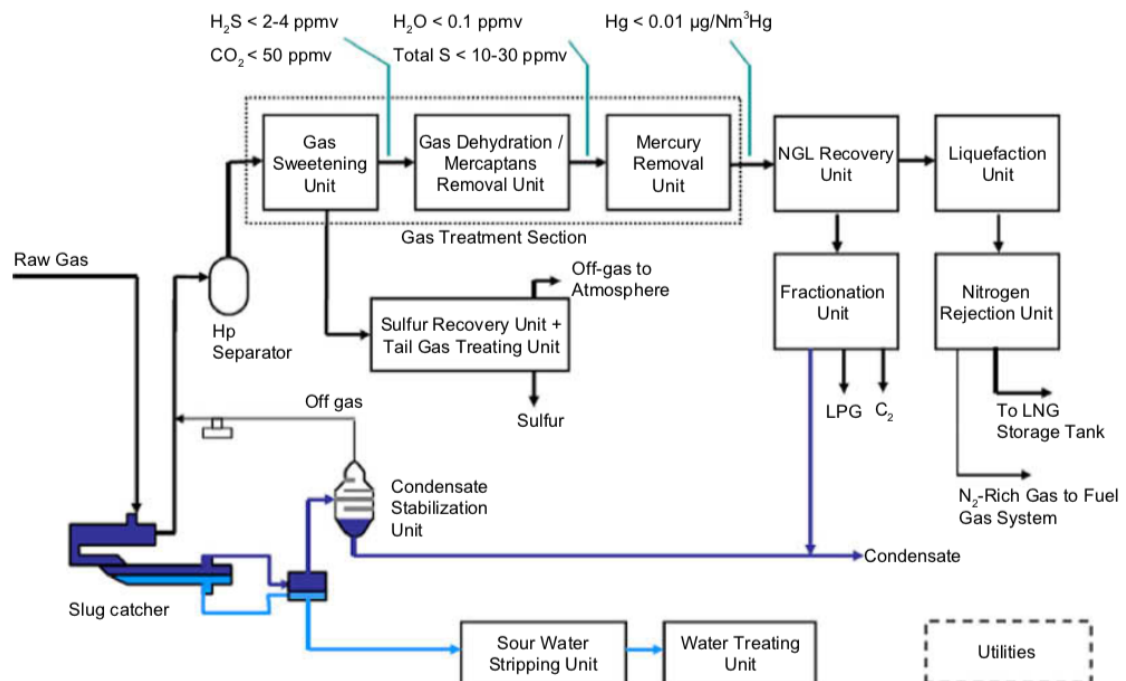 H₂S < 2-4 ppmv
CO₂ < 50 ppmv
H₂O < 0.1 ppmv
Total S < 10-30 ppmv
Hg < 0.01 µg/Nm³Hg
Gas
Sweetening
Unit
Gas Dehydration /
Mercaptans
Removal Unit
Mercury
Removal
Unit
NGL Recovery
Unit
Liquefaction
Unit
Gas Treatment Section
Raw Gas
Hp
Separator
Off-gas to
Atmosphere
Sulfur Recovery Unit +
Tail Gas Treating Unit
Sulfur
Fractionation
Unit
Nitrogen
Rejection Unit
LPG
C₂
To LNG
Storage Tank
N₂-Rich Gas to Fuel
Gas System
Off gas
Condensate
Stabilization
Unit
Condensate
Slug catcher
Sour Water
Stripping Unit
Water Treating
Unit
Utilities